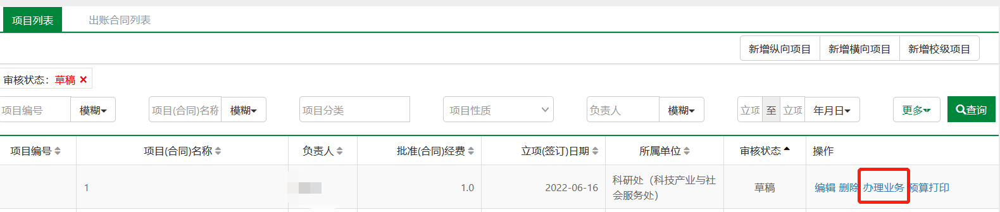 项目列表 出账合同列表
新增纵向项目 新增横向项目 新增校级项目
审核状态：草稿 ×
项目编号 模糊 项目(合同)名称 模糊 项目分类 项目性质 负责人 模糊 立项 至 立项 年月日 更多 查询
项目编号 项目(合同)名称 负责人 批准(合同)经费 立项(签订)日期 所属单位 审核状态 操作
1 1.0 2022-06-16 科研处（科技产业与社 草稿 编辑 删除 办理业务 预算打印
会服务处）